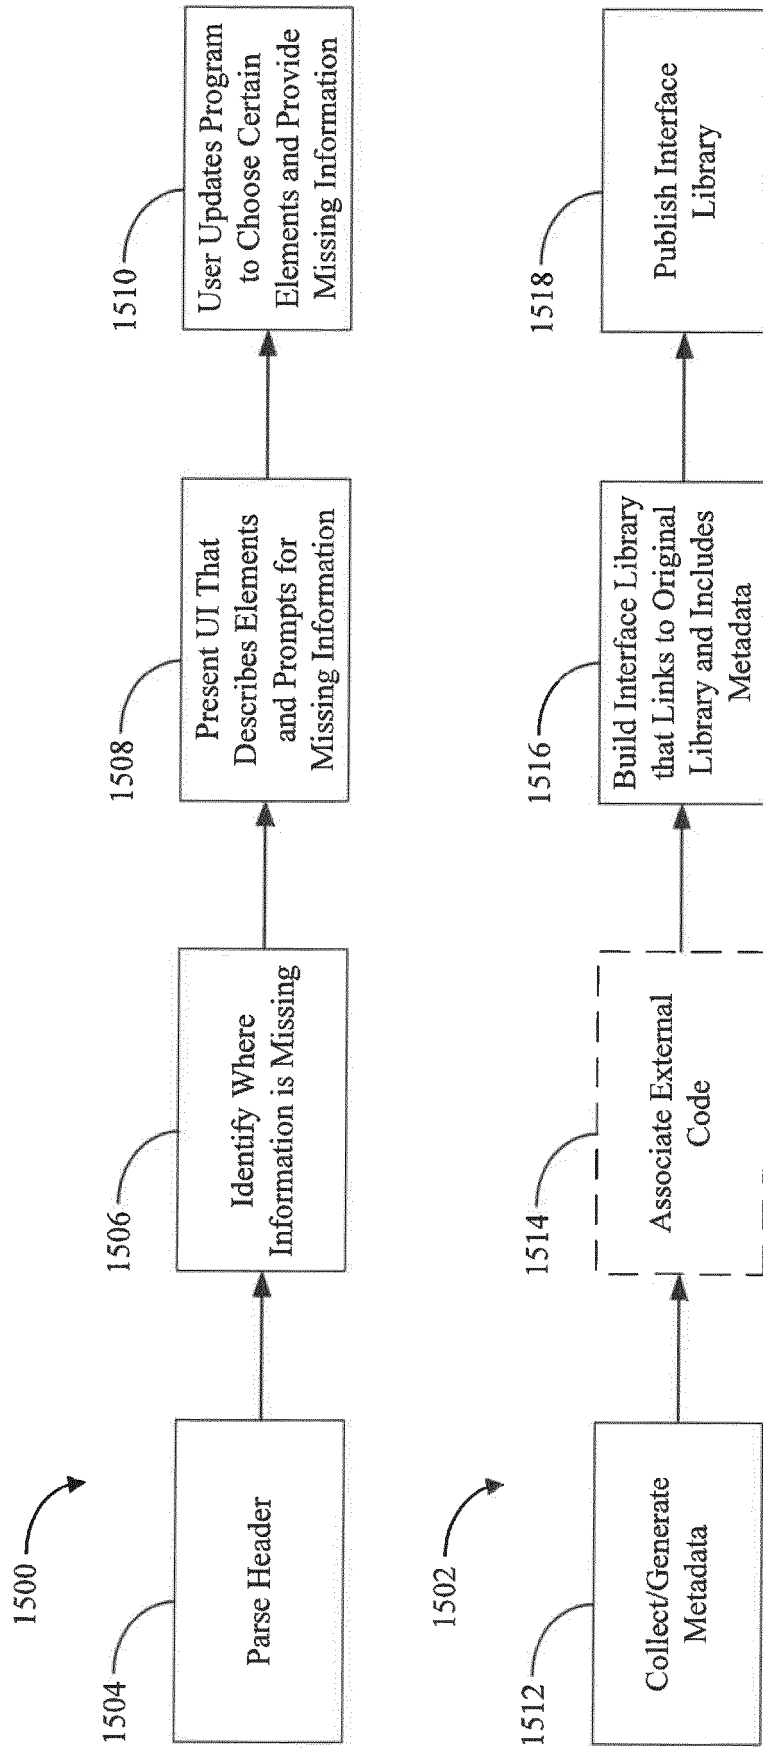 1500
1504
Parse Header
1506
Identify Where
Information is Missing
1508
Present UI That
Describes Elements
and Prompts for
Missing Information
1510
User Updates Program
to Choose Certain
Elements and Provide
Missing Information
1502
1512
Collect/Generate
Metadata
1514
Associate External
Code
1516
Build Interface Library
that Links to Original
Library and Includes
Metadata
1518
Publish Interface
Library